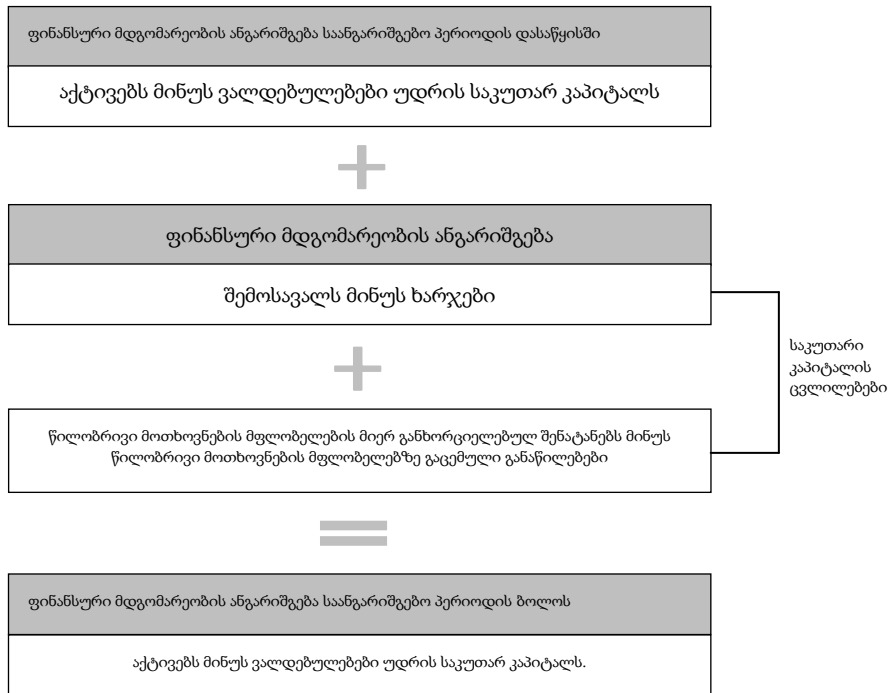 ფინანსური მდგომარეობის ანგარიშგება საანგარიშგებო პერიოდის დასაწყისში
აქტივებს მინუს ვალდებულებები უდრის საკუთარ კაპიტალს
ფინანსური მდგომარეობის ანგარიშგება
შემოსავალს მინუს ხარჯები
საკუთარი
კაპიტალის
ცვლილებები
წილობრივი მოთხოვნების მფლობელების მიერ განხორციელებულ შენატანებს მინუს
წილობრივი მოთხოვნების მფლობელებზე გაცემული განაწილებები
ფინანსური მდგომარეობის ანგარიშგება საანგარიშგებო პერიოდის ბოლოს
აქტივებს მინუს ვალდებულებები უდრის საკუთარ კაპიტალს.